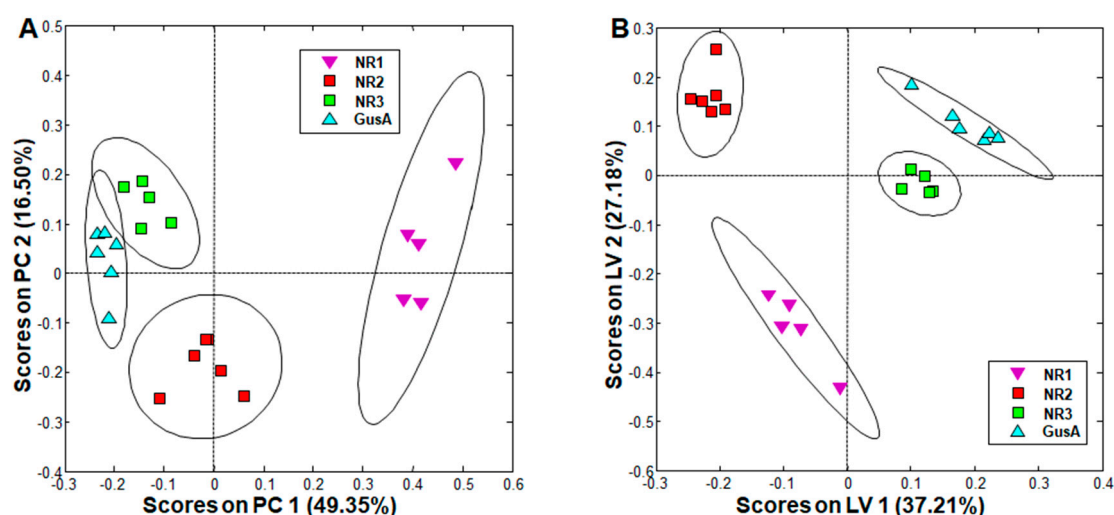 A
NR1
NR2
NR3
GusA
Scores on PC 2 (16.50%)
0.5
0.4
0.3
0.2
0.1
0
-0.1
-0.2
-0.3
-0.4
-0.3 -0.2 -0.1 0 0.1 0.2 0.3 0.4 0.5 0.6
Scores on PC 1 (49.35%)
B
Scores on LV 2 (27.18%)
0.3
0.2
0.1
0
-0.1
-0.2
-0.3
-0.4
-0.5
-0.6
NR1
NR2
NR3
GusA
-0.3 -0.2 -0.1 0 0.1 0.2 0.3 0.4
Scores on LV 1 (37.21%)